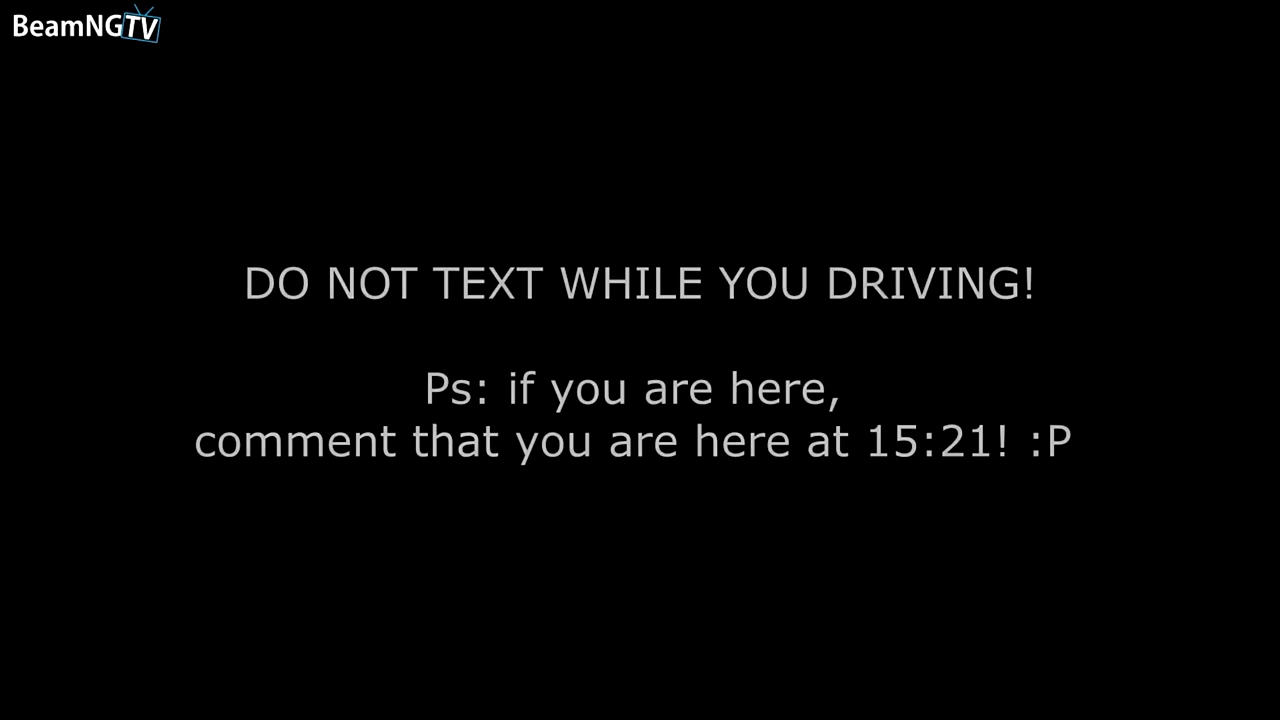 BeamNGTV
DO NOT TEXT WHILE YOU DRIVING!
Ps: if you are here,
comment that you are here at 15:21! :P